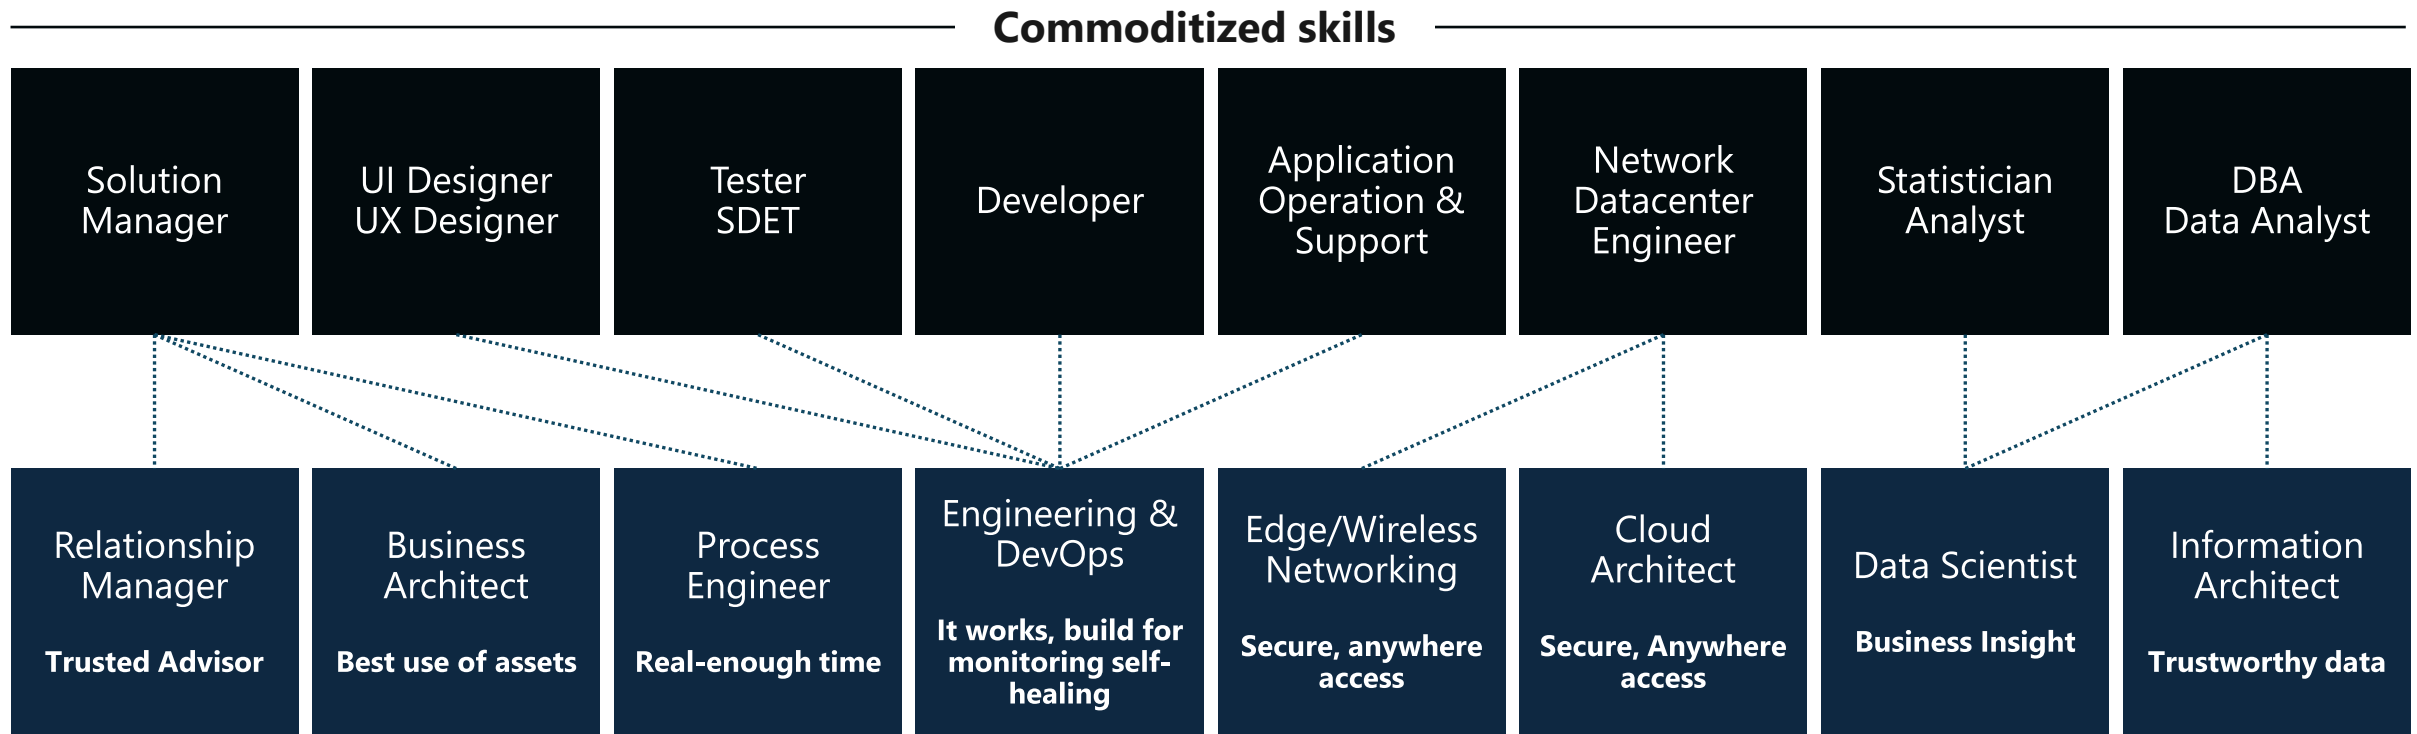 Commoditized skills
Solution
Manager
UI Designer
UX Designer
Tester
SDET
Developer
Application
Operation &
Support
Network
Datacenter
Engineer
Statistician
Analyst
DBA
Data Analyst
Relationship
Manager
Trusted Advisor
Business
Architect
Best use of assets
Process
Engineer
Real-enough time
Engineering &
DevOps
It works, build for
monitoring self-
healing
Edge/Wireless
Networking
Secure, anywhere
access
Cloud
Architect
Secure, Anywhere
access
Data Scientist
Business Insight
Information
Architect
Trustworthy data